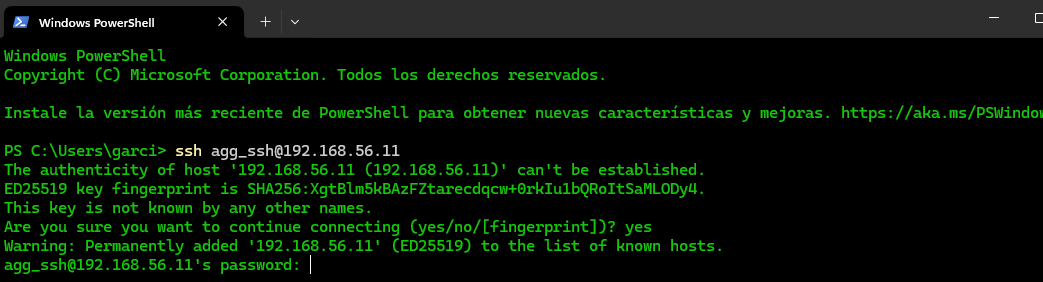 Windows PowerShell
Windows PowerShell
Copyright (C) Microsoft Corporation. Todos los derechos reservados.
Instale la versión más reciente de PowerShell para obtener nuevas características y mejoras. https://aka.ms/PSWindow
PS C:\Users\garci> ssh agg_ssh@192.168.56.11
The authenticity of host '192.168.56.11 (192.168.56.11)' can't be established.
ED25519 key fingerprint is SHA256:XgtBlm5kBAzFZtarecdqcw+0rkIu1bQRoItSaMLODy4.
This key is not known by any other names.
Are you sure you want to continue connecting (yes/no/[fingerprint])? yes
Warning: Permanently added '192.168.56.11' (ED25519) to the list of known hosts.
agg_ssh@192.168.56.11's password: